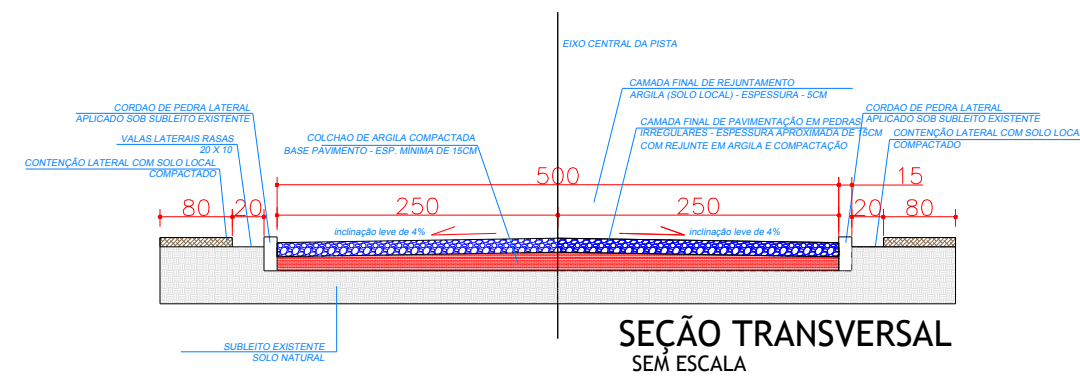 EIXO CENTRAL DA PISTA
CAMADA FINAL DE REJUNTAMENTO
ARGILA (SOLO LOCAL) - ESPESSURA - 5CM
CORDAO DE PEDRA LATERAL
APLICADO SOB SUBLEITO EXISTENTE
CORDAO DE PEDRA LATERAL
APLICADO SOB SUBLEITO EXISTENTE
CAMADA FINAL DE PAVIMENTAÇÃO EM PEDRAS
IRREGULARES - ESPESSURA APROXIMADA DE 15CM
COM REJUNTE EM ARGILA E COMPACTAÇÃO
VALAS LATERAIS RASAS
20 X 10
COLCHAO DE ARGILA COMPACTADA
BASE PAVIMENTO - ESP. MÍNIMA DE 15CM
CONTENÇÃO LATERAL COM SOLO LOCAL
COMPACTADO
CONTENÇÃO LATERAL COM SOLO LOCAL
COMPACTADO
500
15
80
20
250
250
20
80
inclinação leve de 4%
inclinação leve de 4%
SUBLEITO EXISTENTE
SOLO NATURAL
SEÇÃO TRANSVERSAL
SEM ESCALA